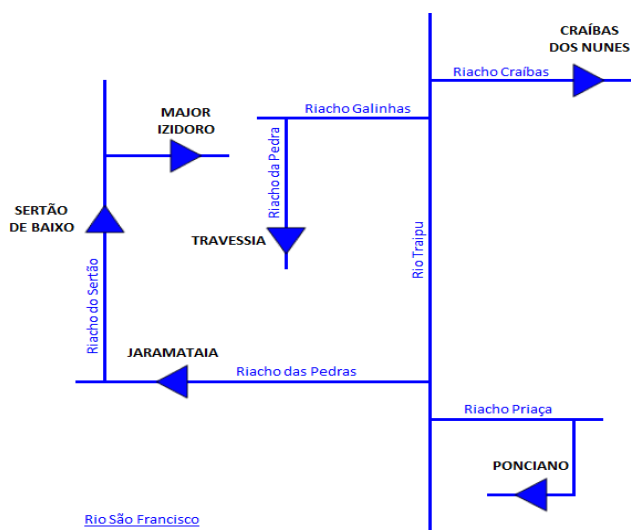 CRAÍBAS
DOS NUNES
Riacho Craíbas
MAJOR
IZIDORO
Riacho Galinhas
Riacho da Pedra
SERTÃO
DE BAIXO
TRAVESSIA
Rio Traipu
Riacho do Sertão
JARAMATAIA
Riacho das Pedras
Riacho Priaça
PONCIANO
Rio São Francisco